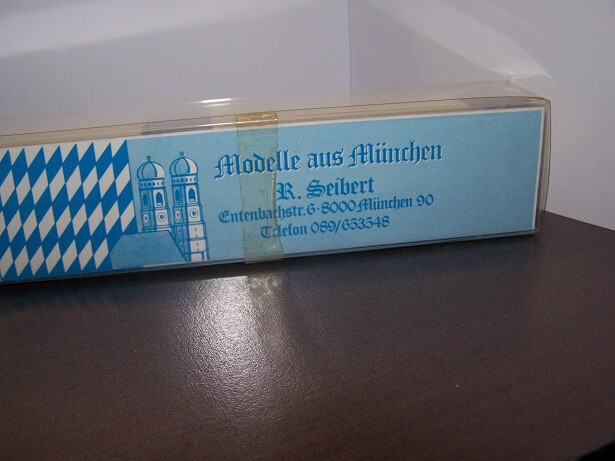 Modelle aus München
R. Seibert
Entenbachstr. 6 · 8000 München 90
Telefon 089/653548